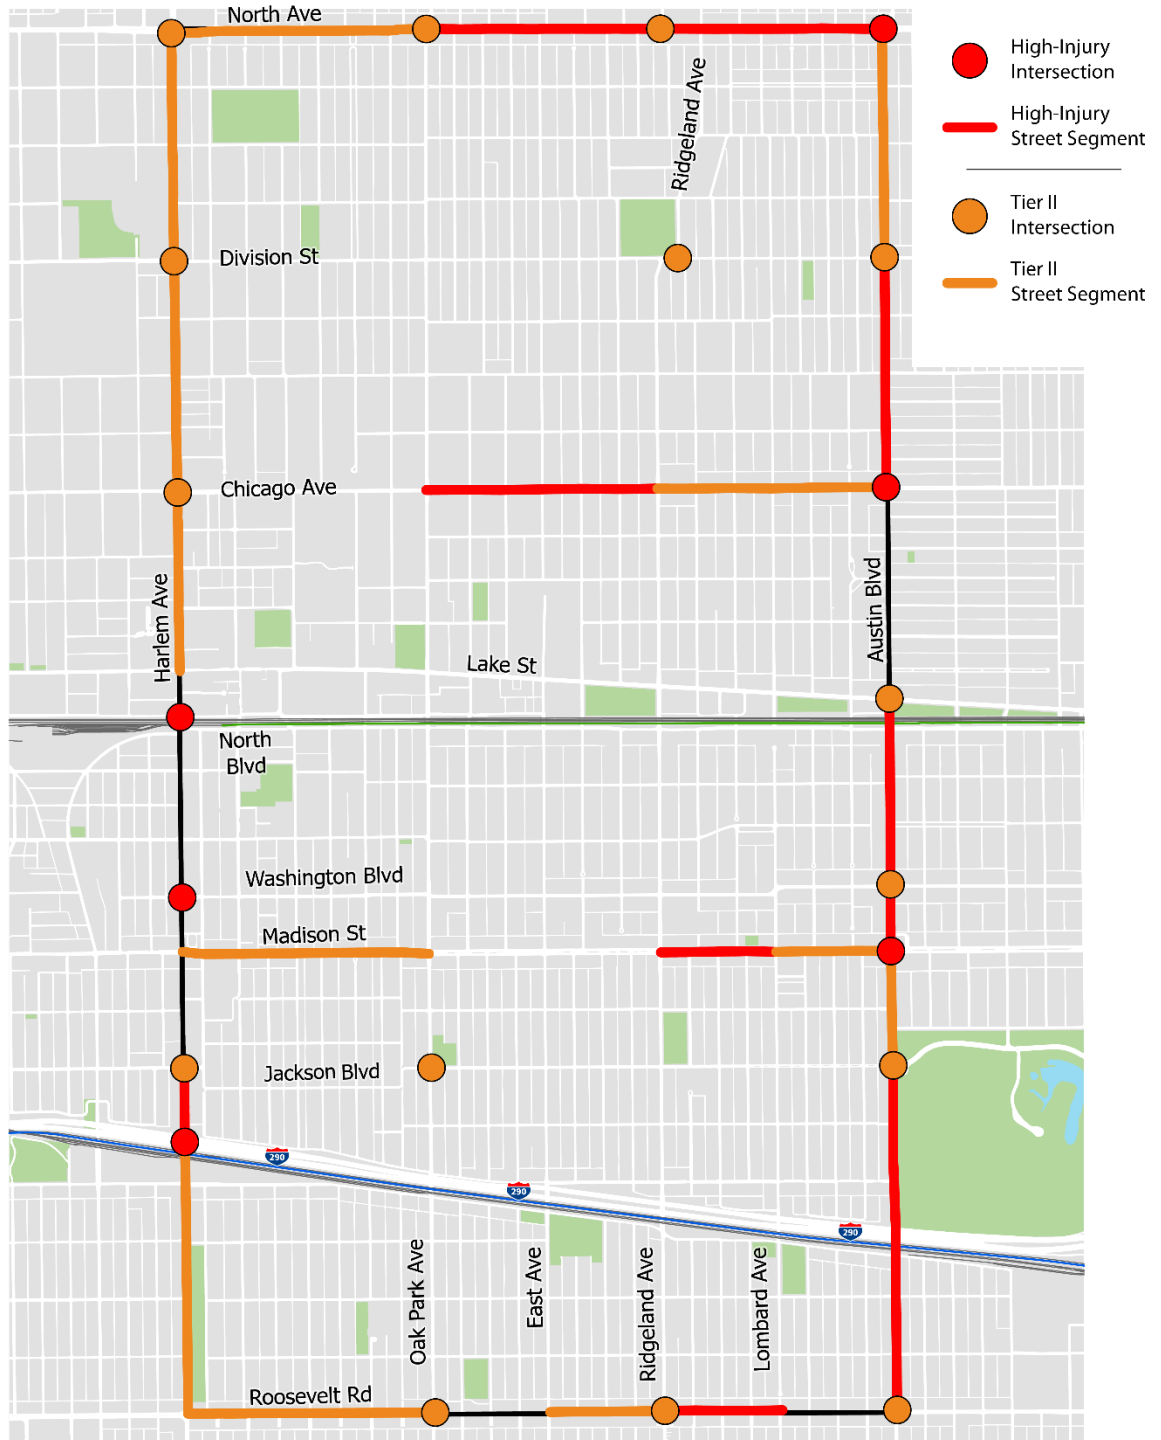 North Ave
High-Injury
Intersection
Ridgeland Ave
High-Injury
Street Segment
Tier II
Intersection
Division St
Tier II
Street Segment
Chicago Ave
Harlem Ave
Austin Blvd
Lake St
North
Blvd
Washington Blvd
Madison St
Jackson Blvd
290
290
290
Oak Park Ave
East Ave
Ridgeland Ave
Lombard Ave
Roosevelt Rd